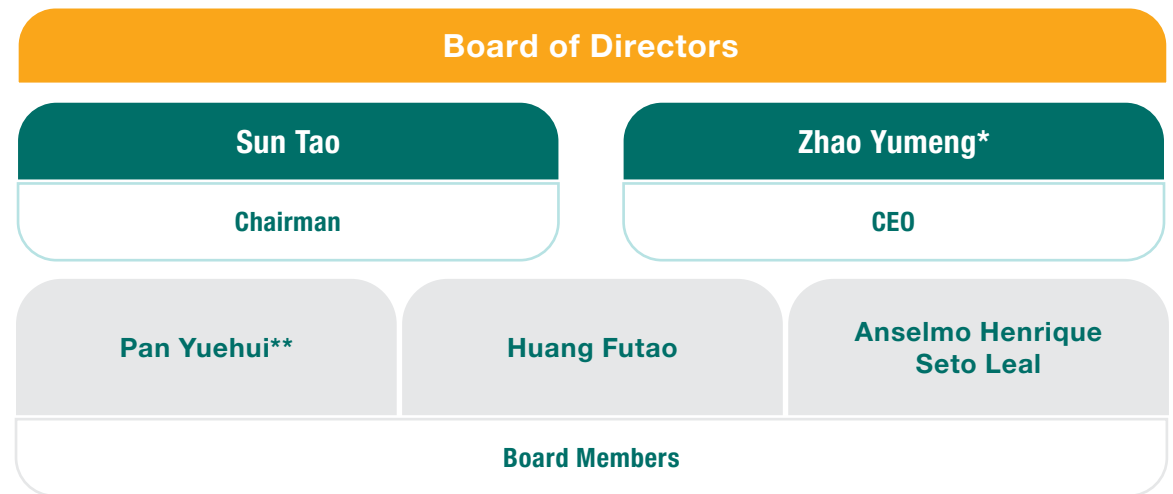 Board of Directors
Sun Tao
Zhao Yumeng*
Chairman
CEO
Pan Yuehui**
Huang Futao
Anselmo Henrique
Seto Leal
Board Members